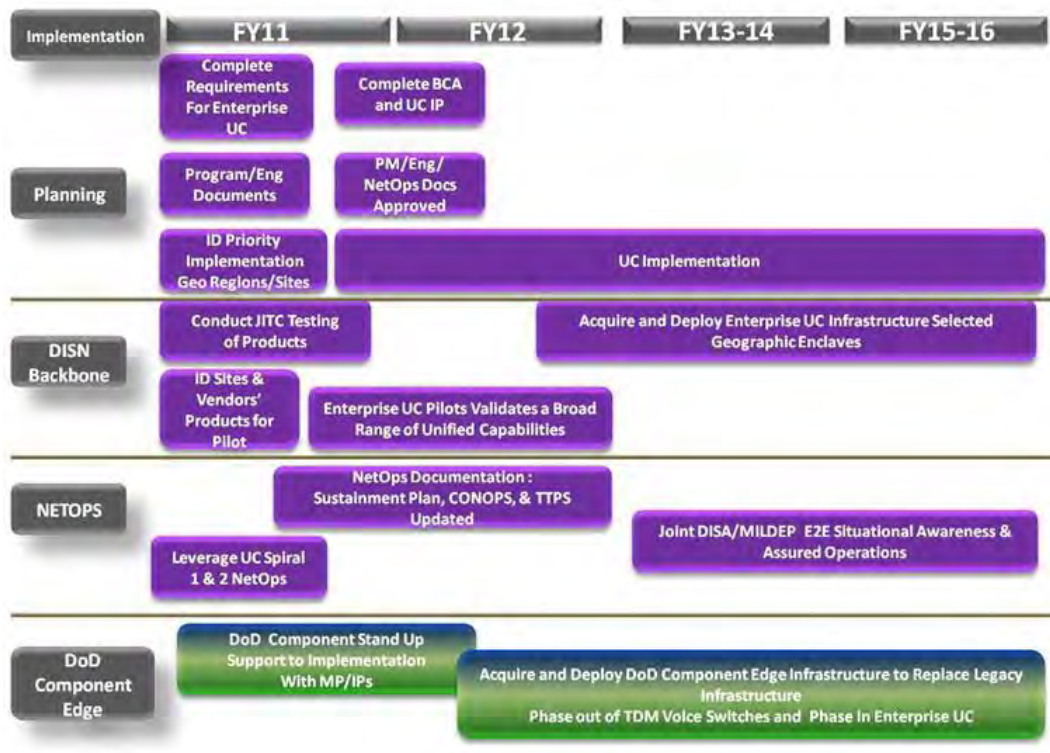 Implementation
FY11
FY12
FY13-14
FY15-16
Complete
Requirements
For Enterprise
UC
Complete BCA
and UC IP
Planning
Program/Eng
Documents
PM/Eng/
NetOps Docs
Approved
ID Priority
Implementation
Geo Regions/Sites
UC Implementation
DISN
Backbone
Conduct JITC Testing
of Products
Acquire and Deploy Enterprise UC Infrastructure Selected
Geographic Enclaves
ID Sites &
Vendors'
Products for
Pilot
Enterprise UC Pilots Validates a Broad
Range of Unified Capabilities
NETOPS
NetOps Documentation :
Sustainment Plan, CONOPS, & TTPS
Updated
Joint DISA/MILDEP E2E Situational Awareness &
Assured Operations
Leverage UC Spiral
1 & 2 NetOps
DoD
Component
Edge
DoD Component Stand Up
Support to Implementation
With MP/IPs
Acquire and Deploy DoD Component Edge Infrastructure to Replace Legacy
Infrastructure
Phase out of TDM Voice Switches and Phase in Enterprise UC